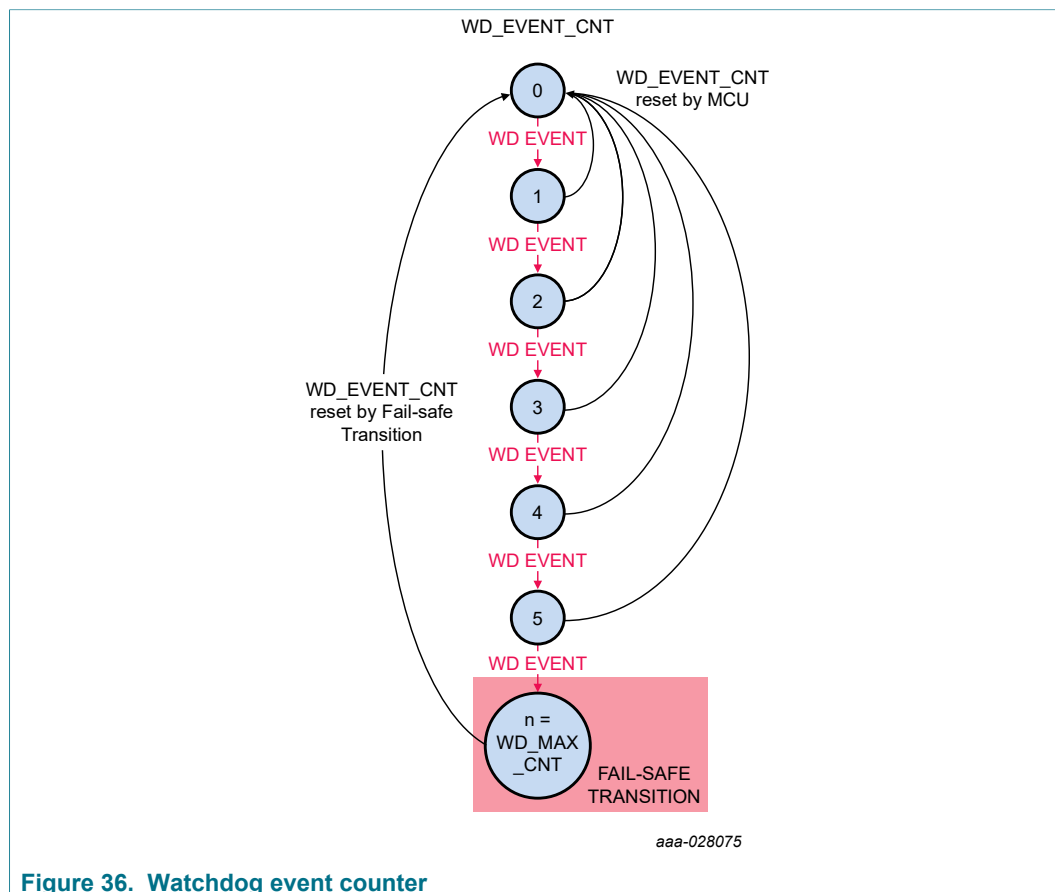 WD_EVENT_CNT
0
WD_EVENT_CNT
reset by MCU
WD EVENT
1
WD EVENT
2
WD EVENT
3
WD_EVENT_CNT
reset by Fail-safe
Transition
WD EVENT
4
WD EVENT
5
WD EVENT
n =
WD_MAX
_CNT
FAIL-SAFE
TRANSITION
aaa-028075
Figure 36. Watchdog event counter